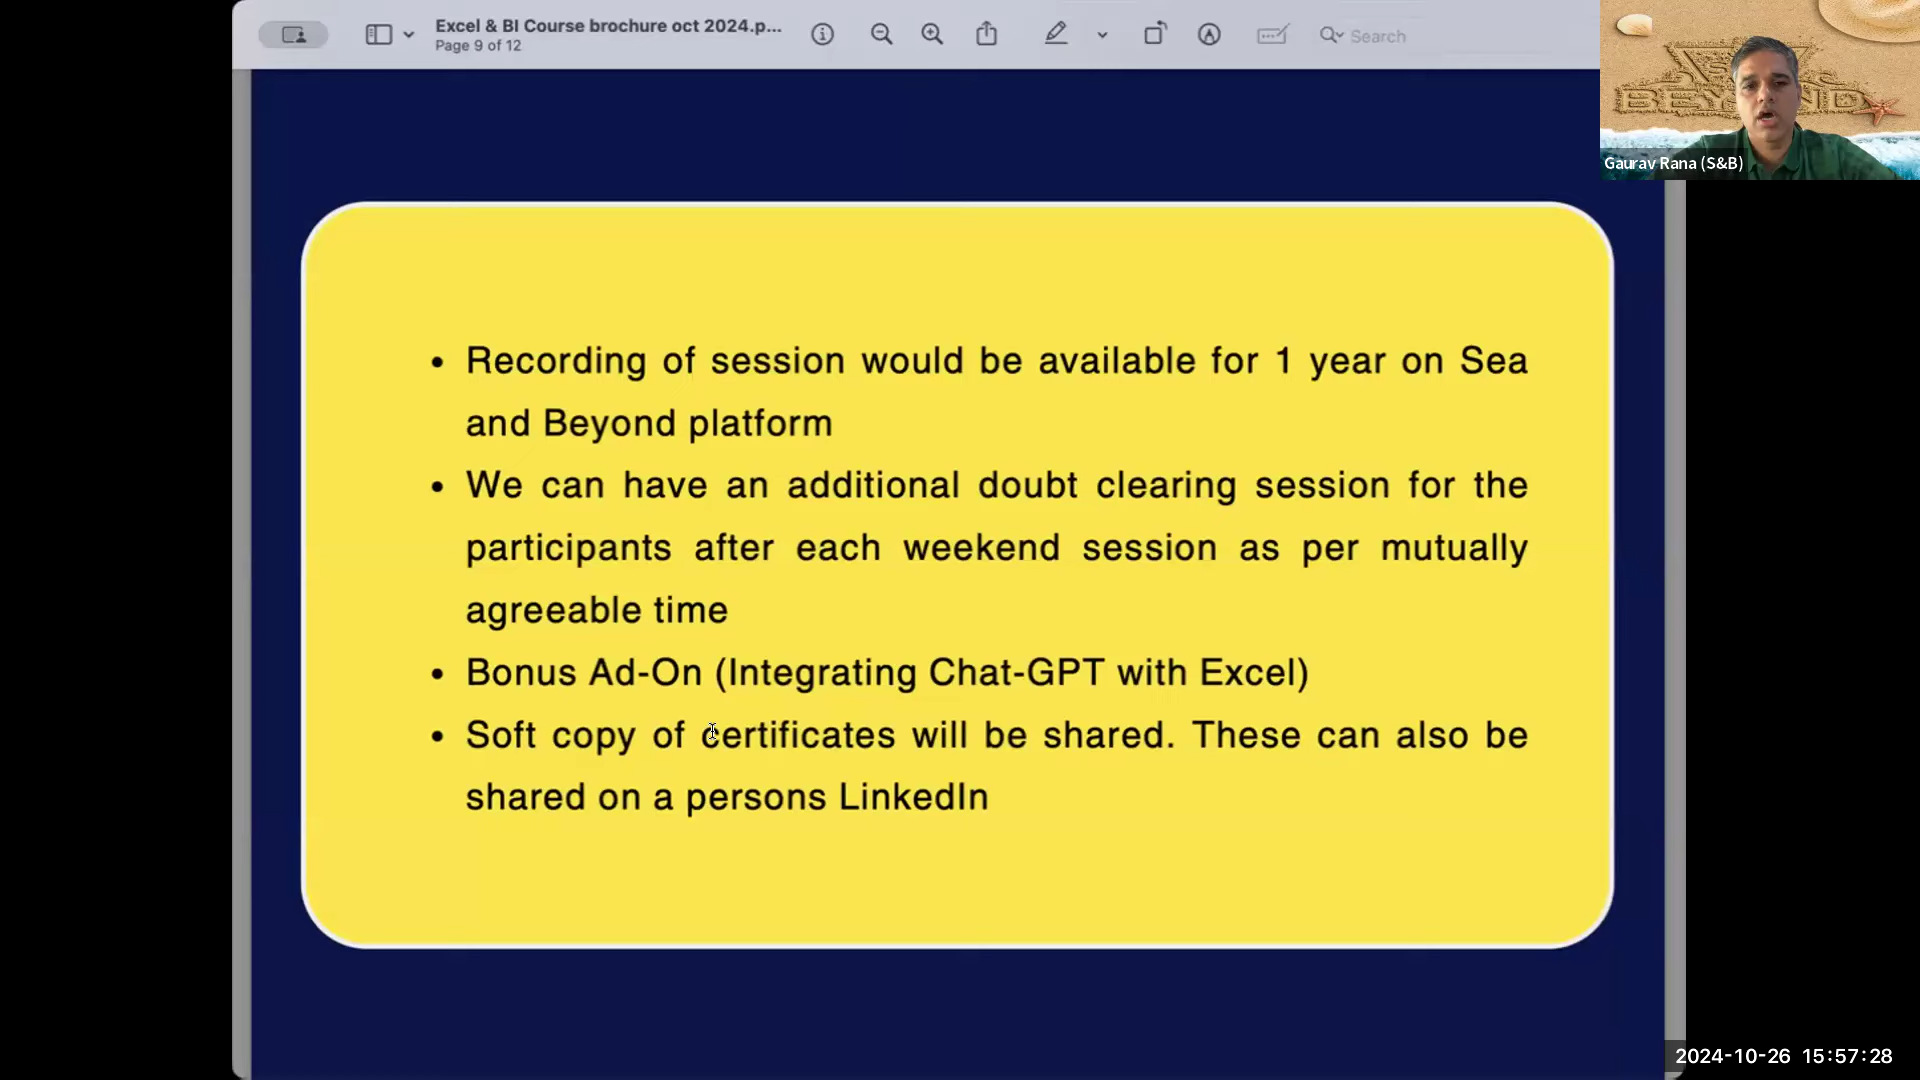 Excel & BI Course brochure oct 2024.p...
Page 9 of 12
Search
SEA
BEYOND
Gaurav Rana (S&B)
• Recording of session would be available for 1 year on Sea
and Beyond platform
• We can have an additional doubt clearing session for the
participants after each weekend session as per mutually
agreeable time
• Bonus Ad-On (Integrating Chat-GPT with Excel)
• Soft copy of certificates will be shared. These can also be
shared on a persons LinkedIn
2024-10-26 15:57:28